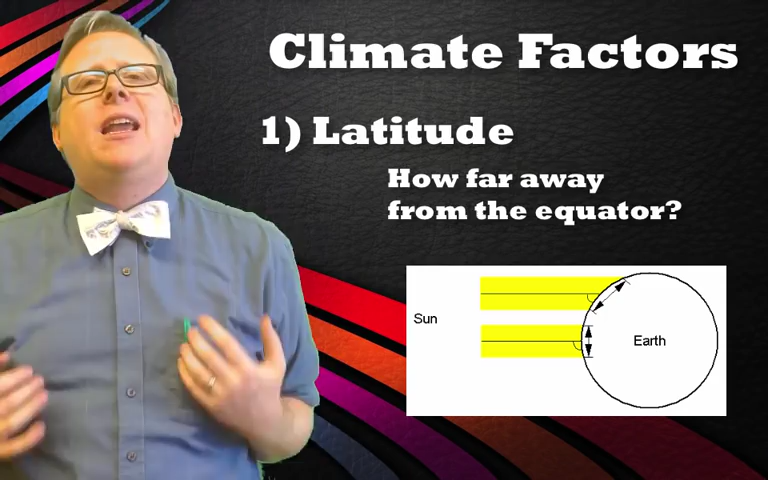 Climate Factors
1) Latitude
How far away
from the equator?
Sun
Earth